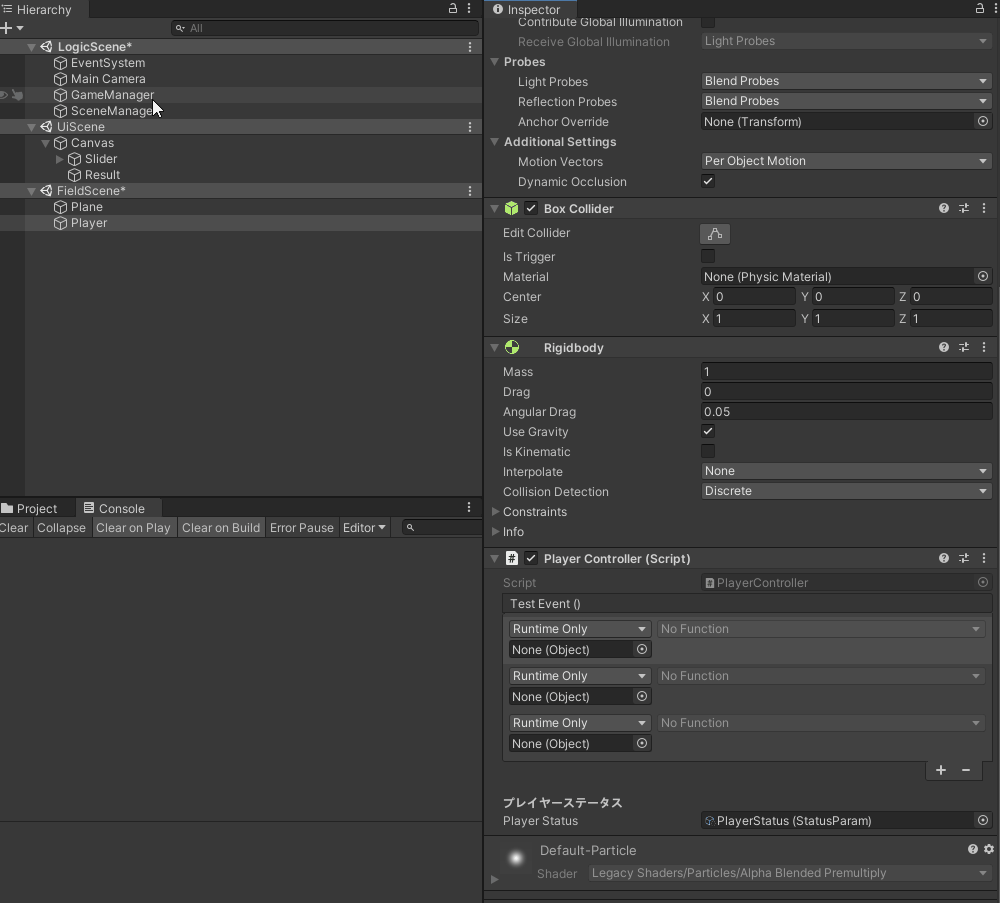 Hierarchy
All
LogicScene*
EventSystem
Main Camera
GameManager
SceneManager
UiScene
Canvas
Slider
Result
FieldScene*
Plane
Player
Project
Console
Clear
Collapse
Clear on Play
Clear on Build
Error Pause
Editor
Inspector
Contribute Global Illumination
Receive Global Illumination Light Probes
Probes
Light Probes Blend Probes
Reflection Probes Blend Probes
Anchor Override None (Transform)
Additional Settings
Motion Vectors Per Object Motion
Dynamic Occlusion
Box Collider
Edit Collider
Is Trigger
Material None (Physic Material)
Center X 0 Y 0 Z 0
Size X 1 Y 1 Z 1
Rigidbody
Mass 1
Drag 0
Angular Drag 0.05
Use Gravity
Is Kinematic
Interpolate None
Collision Detection Discrete
Constraints
Info
# Player Controller (Script)
Script PlayerController
Test Event ()
Runtime Only No Function
None (Object)
Runtime Only No Function
None (Object)
Runtime Only No Function
None (Object)
+ −
プレイヤーステータス
Player Status PlayerStatus (StatusParam)
Default-Particle
Shader Legacy Shaders/Particles/Alpha Blended Premultiply